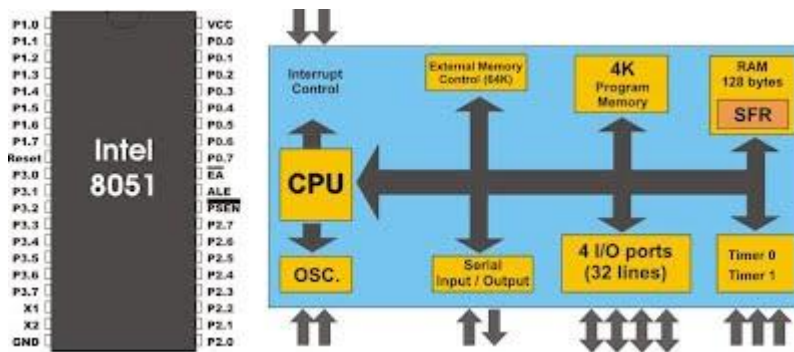 P1.0
P1.1
P1.2
P1.3
P1.4
P1.5
P1.6
P1.7
Reset
P3.0
P3.1
P3.2
P3.3
P3.4
P3.5
P3.6
P3.7
X1
X2
GND
Intel
8051
VCC
P0.0
P0.1
P0.2
P0.3
P0.4
P0.5
P0.6
P0.7
EA
ALE
PSEN
P2.7
P2.6
P2.5
P2.4
P2.3
P2.2
P2.1
P2.0
Interrupt
Control
External Memory
Control (64K)
4K
Program
Memory
RAM
128 bytes
SFR
CPU
OSC.
Serial
Input / Output
4 I/O ports
(32 lines)
Timer 0
Timer 1